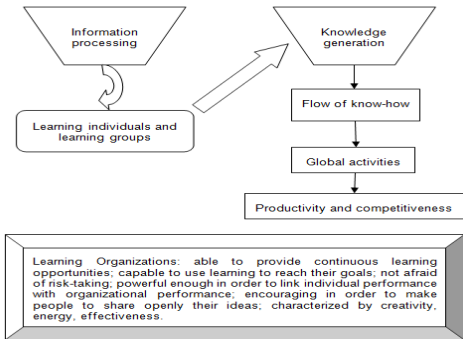 Information
processing
Knowledge
generation
Learning individuals and
learning groups
Flow of know-how
Global activities
Productivity and competitiveness
Learning Organizations: able to provide continuous learning
opportunities; capable to use learning to reach their goals; not afraid
of risk-taking; powerful enough in order to link individual performance
with organizational performance; encouraging in order to make
people to share openly their ideas; characterized by creativity,
energy, effectiveness.